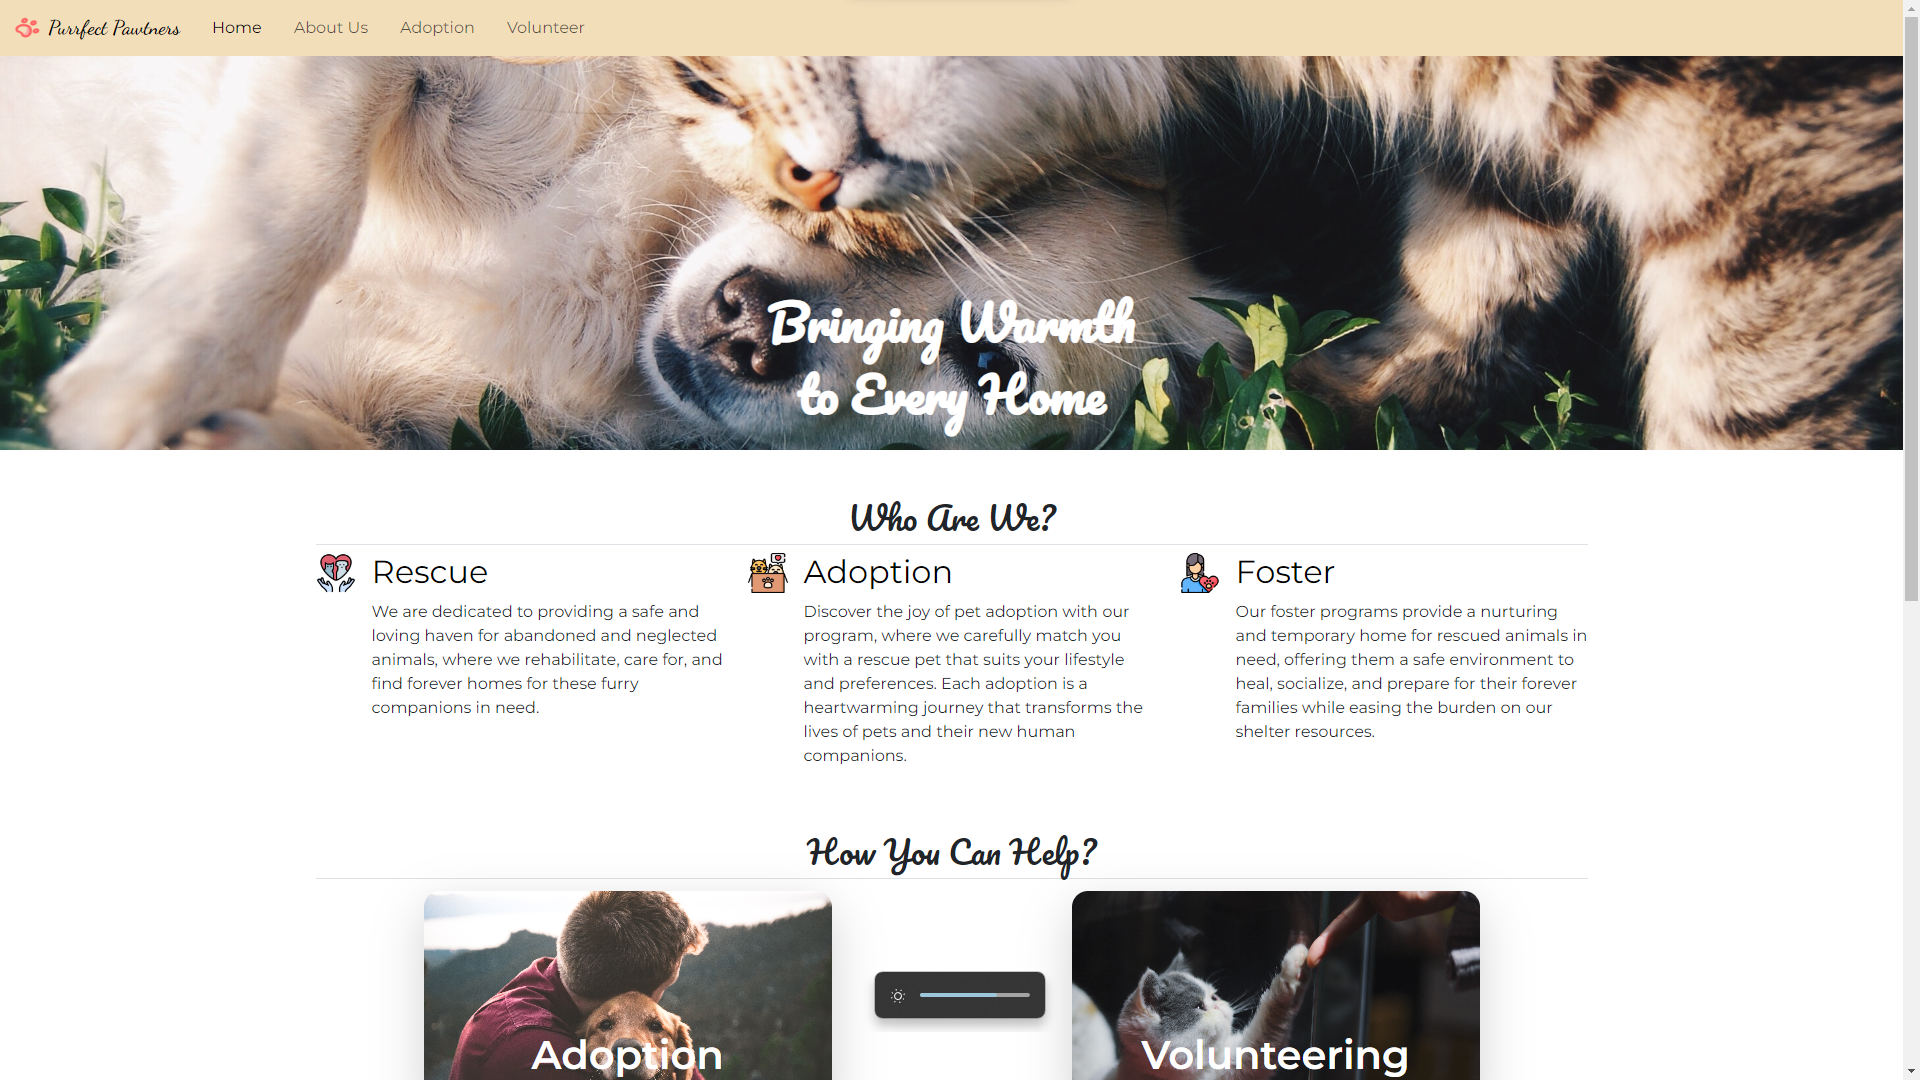 Purrfect Pawtners
Home
About Us
Adoption
Volunteer
Bringing Warmth
to Every Home
Who Are We?
Rescue
We are dedicated to providing a safe and
loving haven for abandoned and neglected
animals, where we rehabilitate, care for, and
find forever homes for these furry
companions in need.
Adoption
Discover the joy of pet adoption with our
program, where we carefully match you
with a rescue pet that suits your lifestyle
and preferences. Each adoption is a
heartwarming journey that transforms the
lives of pets and their new human
companions.
Foster
Our foster programs provide a nurturing
and temporary home for rescued animals in
need, offering them a safe environment to
heal, socialize, and prepare for their forever
families while easing the burden on our
shelter resources.
How You Can Help?
Adoption
Volunteering